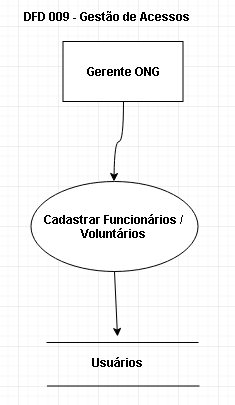 DFD 009 - Gestão de Acessos
Gerente ONG
Cadastrar Funcionários /
Voluntários
Usuários